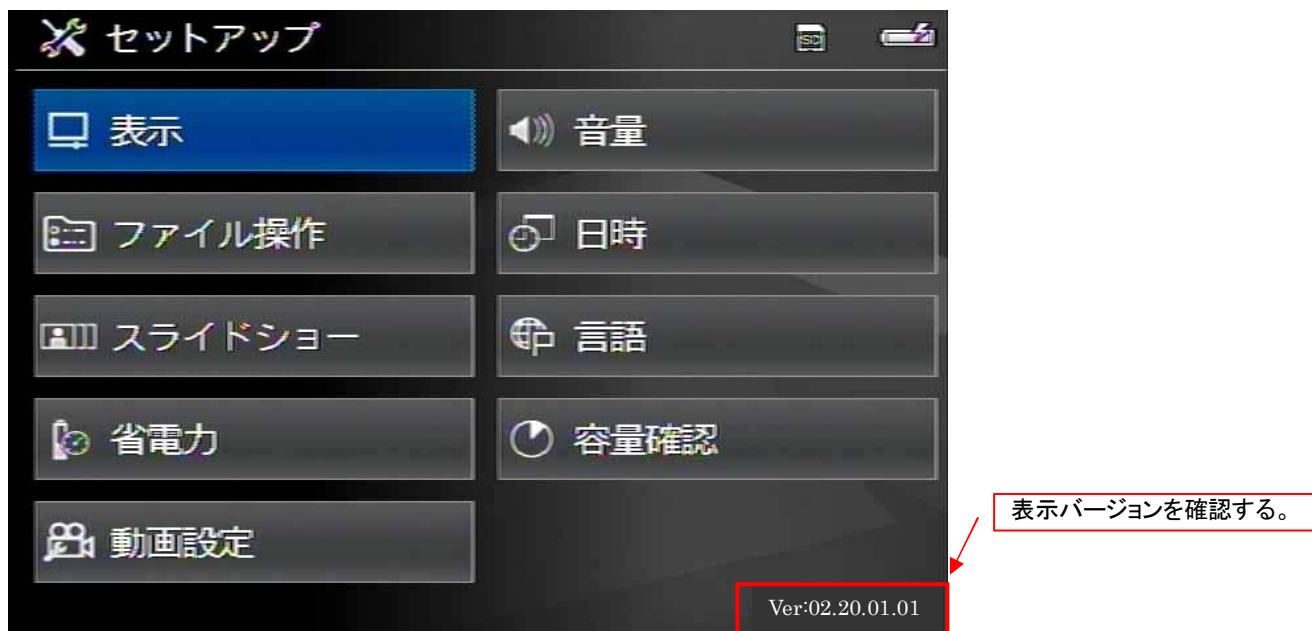 セットアップ
SD
表示
音量
ファイル操作
日時
スライドショー
言語
省電力
容量確認
動画設定
表示バージョンを確認する。
Ver:02.20.01.01